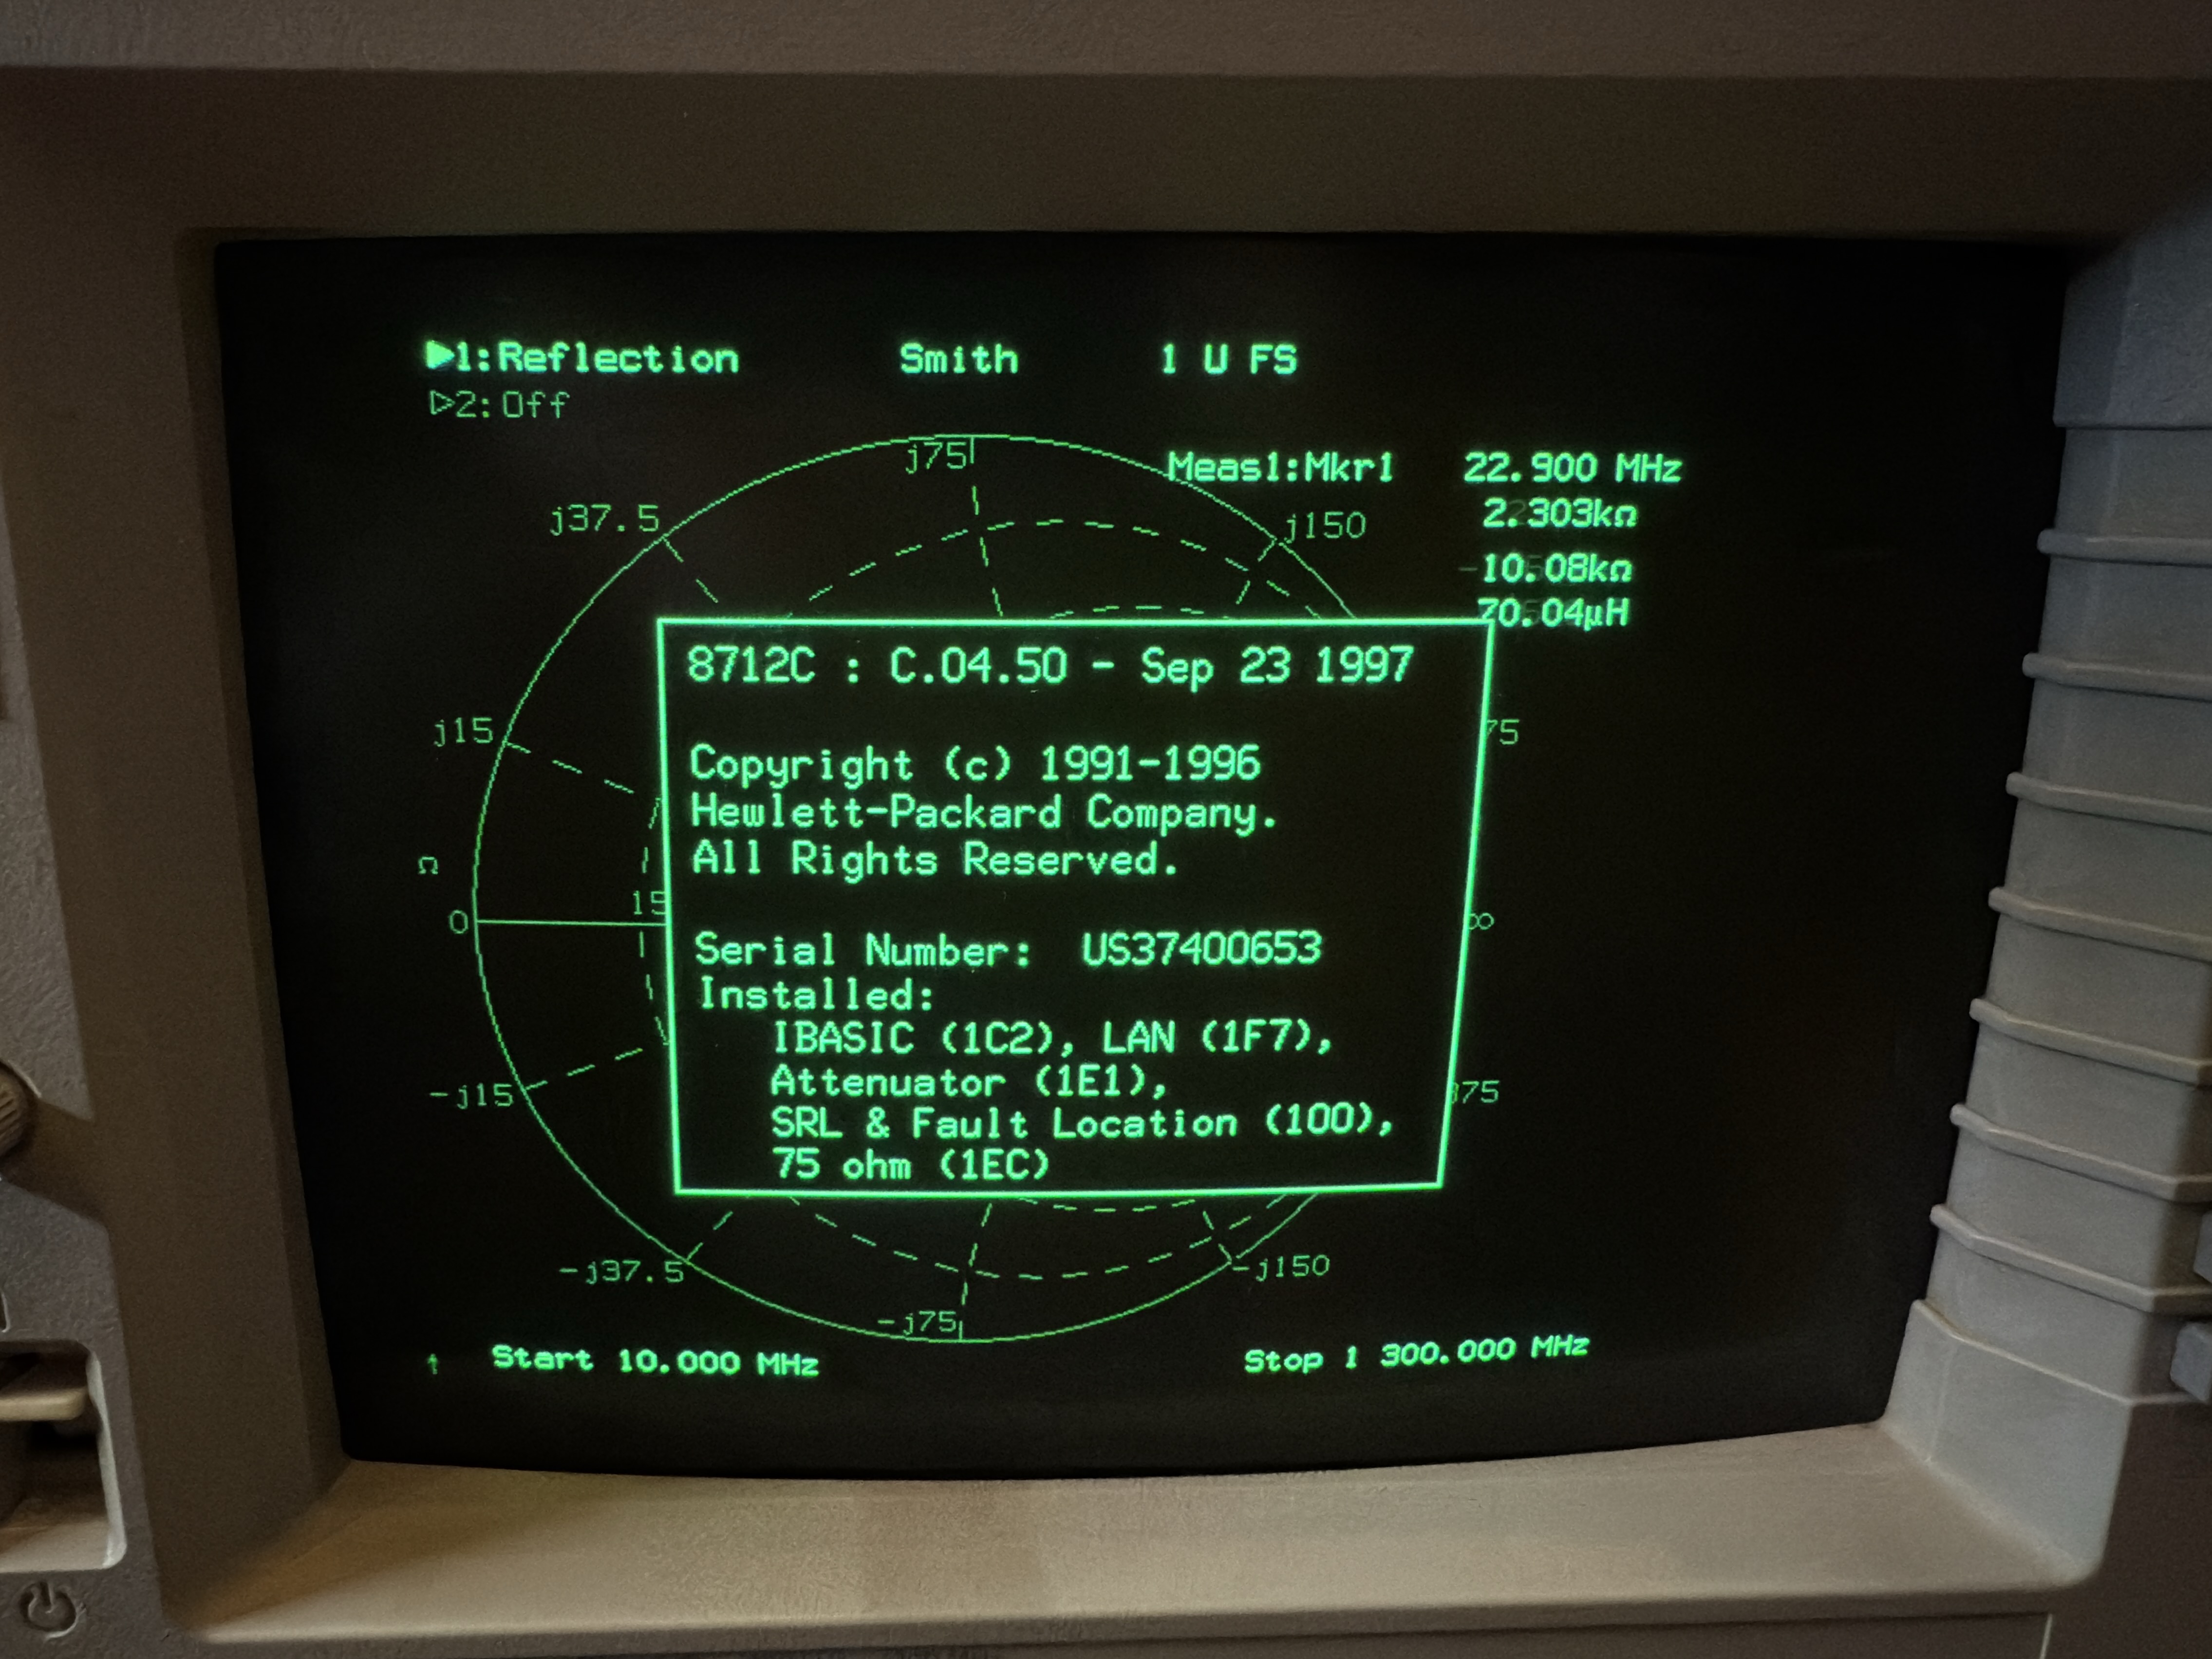 ▶1:Reflection Smith 1 U FS
▷2:Off
Meas1:Mkr1 22.900 MHz
2.303kΩ
10.08kΩ
70.04µH
j75
j37.5
j150
8712C : C.04.50 - Sep 23 1997
Copyright (c) 1991-1996
Hewlett-Packard Company.
All Rights Reserved.
Serial Number: US37400653
Installed:
IBASIC (1C2), LAN (1F7),
Attenuator (1E1),
SRL & Fault Location (100),
75 ohm (1EC)
j15
75
Ω
0
15
∞
-j15
j75
-j37.5
-j150
-j75
↑ Start 10.000 MHz Stop 1 300.000 MHz